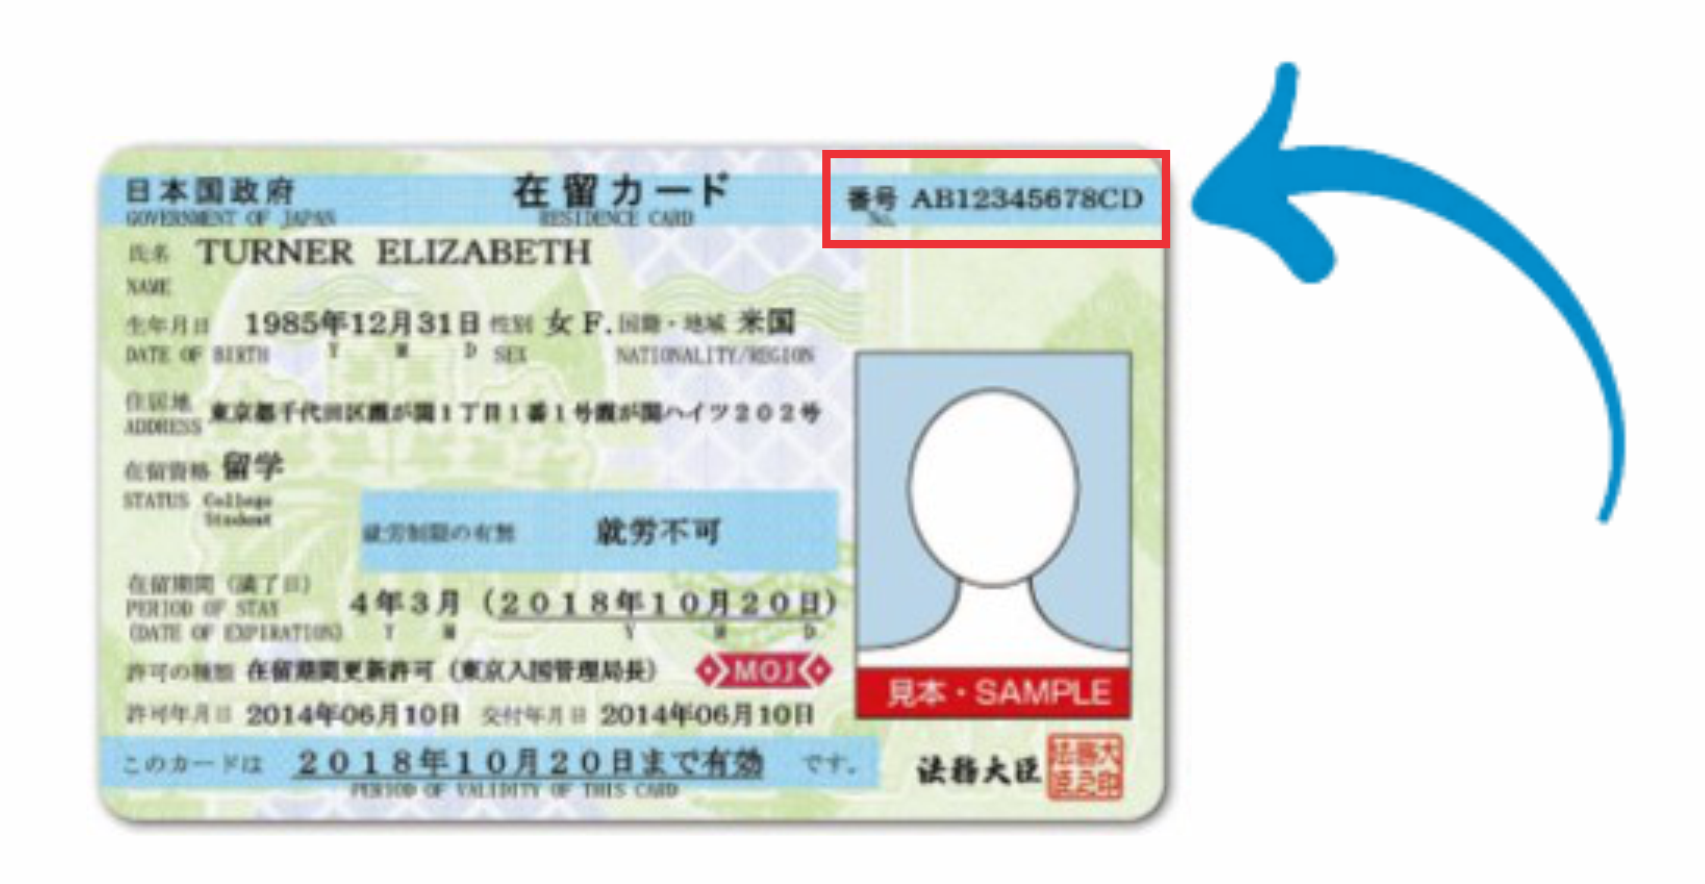 日本国政府 在留カード 番号 AB12345678CD
GOVERNMENT OF JAPAN RESIDENCE CARD No.
氏名 TURNER ELIZABETH
NAME
生年月日 1985年12月31日 性別 女 F. 国籍・地域 米国
DATE OF BIRTH Y M D SEX NATIONALITY/REGION
住居地 東京都千代田区霞が関1丁目1番1号霞が関ハイツ202号
ADDRESS
在留資格 留学
STATUS College
Student
就労制限の有無 就労不可
在留期間(満了日) 4年3月(2018年10月20日)
PERIOD OF STAY
(DATE OF EXPIRATION) Y M Y M D
許可の種類 在留期間更新許可(東京入国管理局長) MOJ
許可年月日 2014年06月10日 交付年月日 2014年06月10日
見本・SAMPLE
このカードは 2018年10月20日まで有効 です。
PERIOD OF VALIDITY OF THIS CARD
法務大臣